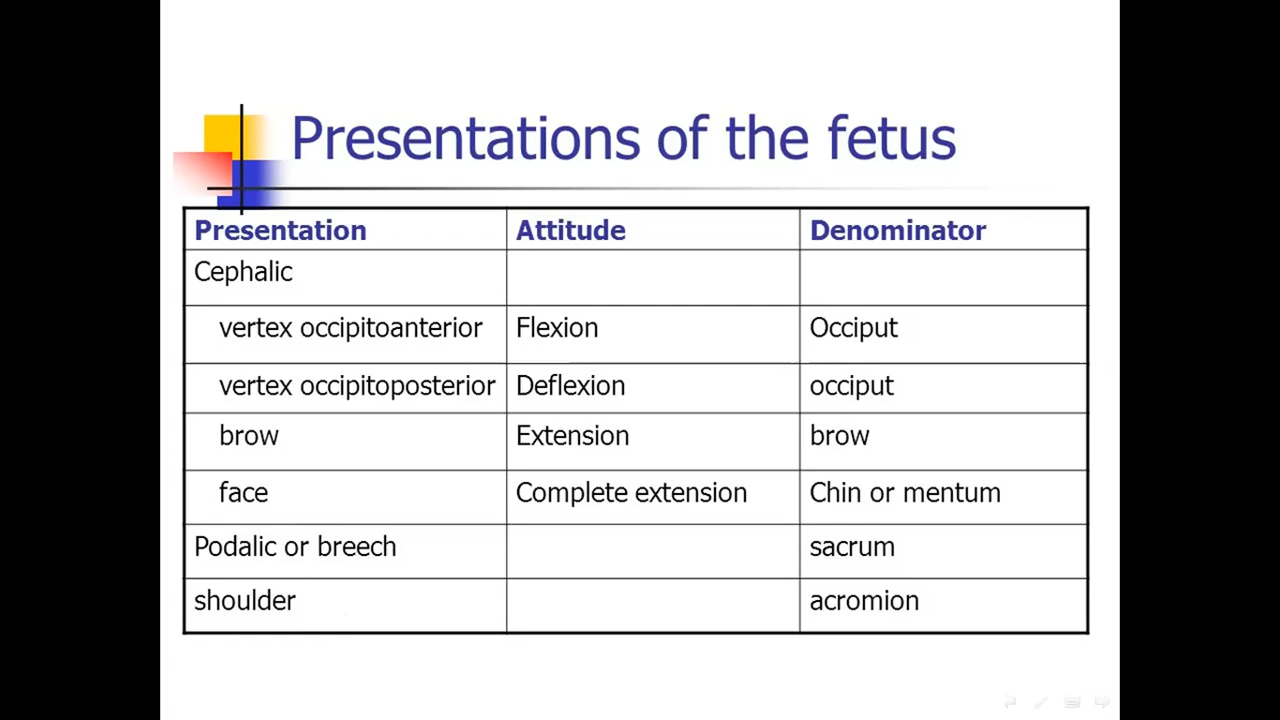 Presentations of the fetus
Presentation Attitude Denominator
Cephalic
vertex occipitoanterior Flexion Occiput
vertex occipitoposterior Deflexion occiput
brow Extension brow
face Complete extension Chin or mentum
Podalic or breech sacrum
shoulder acromion